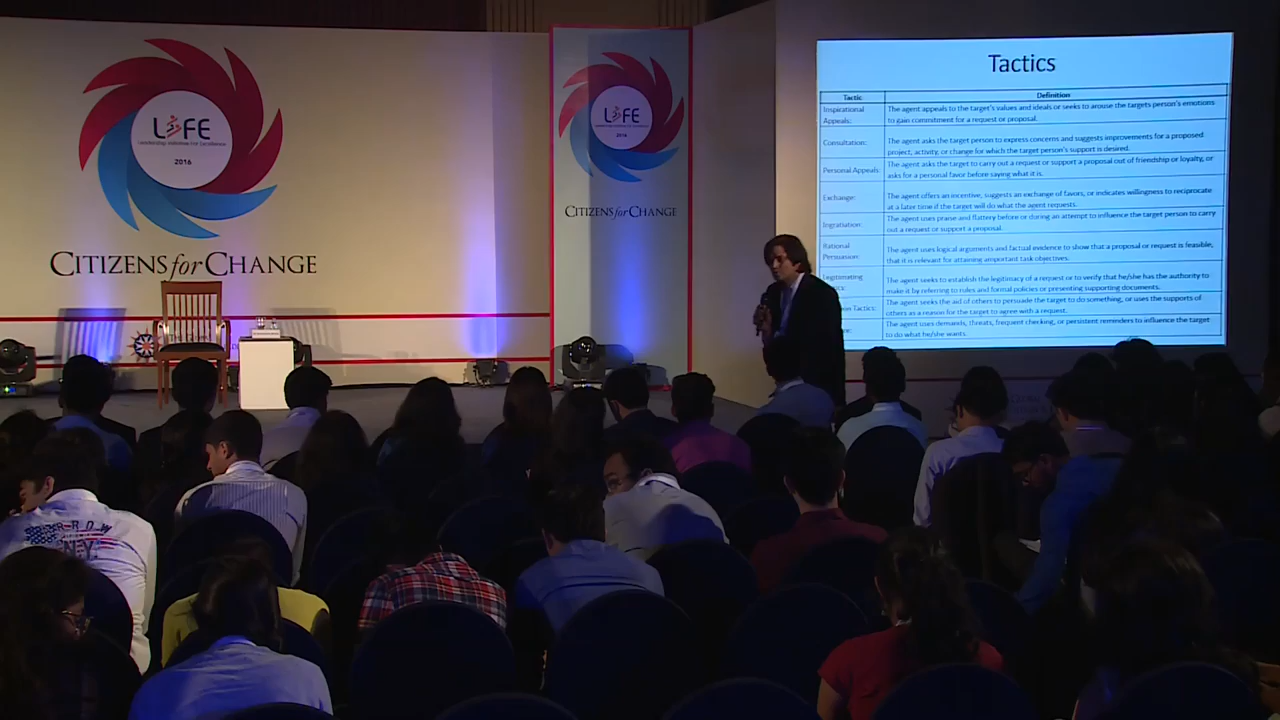 LIFE
Leadership Initiative For Excellence
2016
CITIZENS for CHANGE
LIFE
2016
CITIZENS for CHANGE
Tactics
Tactic
Definition
Inspirational Appeals:
The agent appeals to the target's values and ideals or seeks to arouse the targets person's emotions
to gain commitment for a request or proposal.
Consultation:
The agent asks the target person to express concerns and suggests improvements for a proposed
project, activity, or change for which the target person's support is desired.
Personal Appeals:
The agent asks the target to carry out a request or support a proposal out of friendship or loyalty, or
asks for a personal favor before saying what it is.
Exchange:
The agent offers an incentive, suggests an exchange of favors, or indicates willingness to reciprocate
at a later time if the target will do what the agent requests.
Ingratiation:
The agent uses praise and flattery before or during an attempt to influence the target person to carry
out a request or support a proposal.
Rational
Persuasion:
The agent uses logical arguments and factual evidence to show that a proposal or request is feasible,
that it is relevant for attaining important task objectives.
Legitimating
The agent seeks to establish the legitimacy of a request or to verify that he/she has the authority to
make it by referring to rules and formal policies or presenting supporting documents.
Tactics:
The agent seeks the aid of others to persuade the target to do something, or uses the supports of
others as a reason for the target to agree with a request.
The agent uses demands, threats, frequent checking, or persistent reminders to influence the target
to do what he/she wants.
N.Y.